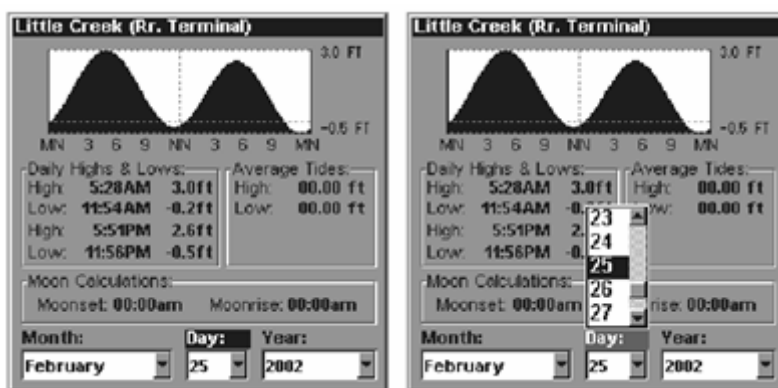 Little Creek (Rr. Terminal)
3.0 FT
-0.5 FT
MN 3 6 9 NN 3 6 9 MN
Daily Highs & Lows: Average Tides:
High: 5:28AM 3.0ft High: 00.00 ft
Low: 11:54AM -0.2ft Low: 00.00 ft
High: 5:51PM 2.6ft
Low: 11:56PM -0.5ft
Moon Calculations:
Moonset: 00:00am Moonrise: 00:00am
Month: Day: Year:
February 25 2002
Little Creek (Rr. Terminal)
3.0 FT
-0.5 FT
MN 3 6 9 NN 3 6 9 MN
Daily Highs & Lows: Average Tides:
High: 5:28AM 3.0ft High: 00.00 ft
Low: 11:54AM 00.00 ft
High: 5:51PM
Low: 11:56PM
23
24
25
26
27
Moon Calculations:
Moonset: 00:00am 00:00am
Month: Day: Year:
February 25 2002